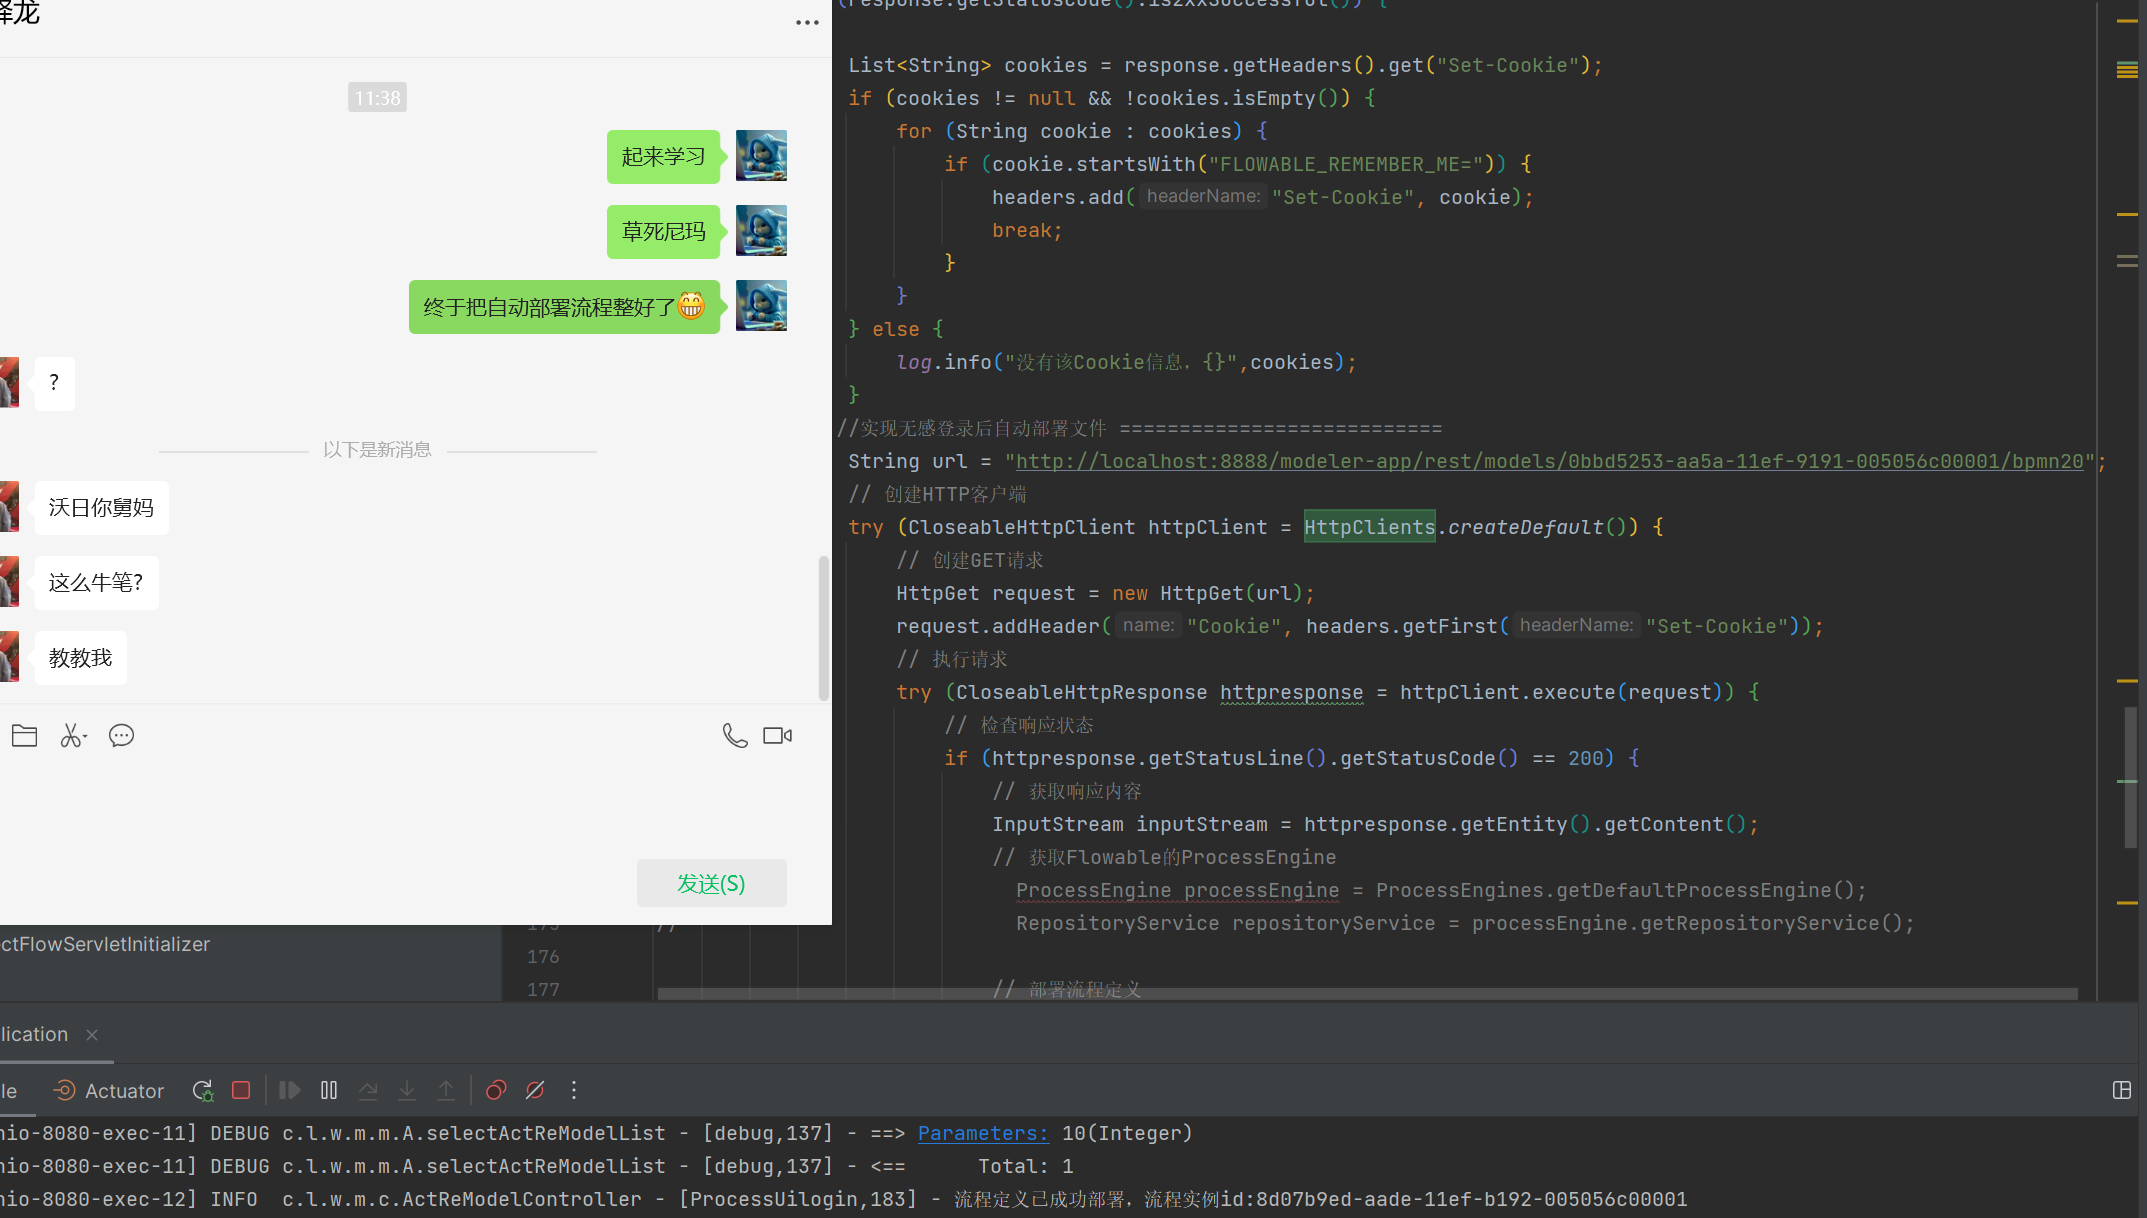 择龙
11:38
起来学习
草死尼玛
终于把自动部署流程整好了
?
以下是新消息
沃日你舅妈
这么牛笔?
教教我
发送(S)
(response.getStatusCode().is2xxSuccessful()) {
List<String> cookies = response.getHeaders().get("Set-Cookie");
if (cookies != null && !cookies.isEmpty()) {
for (String cookie : cookies) {
if (cookie.startsWith("FLOWABLE_REMEMBER_ME=")) {
headers.add( headerName: "Set-Cookie", cookie);
break;
}
}
} else {
log.info("没有该Cookie信息，{}",cookies);
}
//实现无感登录后自动部署文件 ===========================
String url = "http://localhost:8888/modeler-app/rest/models/0bbd5253-aa5a-11ef-9191-005056c00001/bpmn20";
// 创建HTTP客户端
try (CloseableHttpClient httpClient = HttpClients.createDefault()) {
// 创建GET请求
HttpGet request = new HttpGet(url);
request.addHeader( name: "Cookie", headers.getFirst( headerName: "Set-Cookie"));
// 执行请求
try (CloseableHttpResponse httpresponse = httpClient.execute(request)) {
// 检查响应状态
if (httpresponse.getStatusLine().getStatusCode() == 200) {
// 获取响应内容
InputStream inputStream = httpresponse.getEntity().getContent();
// 获取Flowable的ProcessEngine
ProcessEngine processEngine = ProcessEngines.getDefaultProcessEngine();
175 // RepositoryService repositoryService = processEngine.getRepositoryService();
176
177 // 部署流程定义
ctFlowServletInitializer
lication
le Actuator
nio-8080-exec-11] DEBUG c.l.w.m.m.A.selectActReModelList - [debug,137] - ==> Parameters: 10(Integer)
nio-8080-exec-11] DEBUG c.l.w.m.m.A.selectActReModelList - [debug,137] - <== Total: 1
nio-8080-exec-12] INFO c.l.w.m.c.ActReModelController - [ProcessUilogin,183] - 流程定义已成功部署，流程实例id:8d07b9ed-aade-11ef-b192-005056c00001